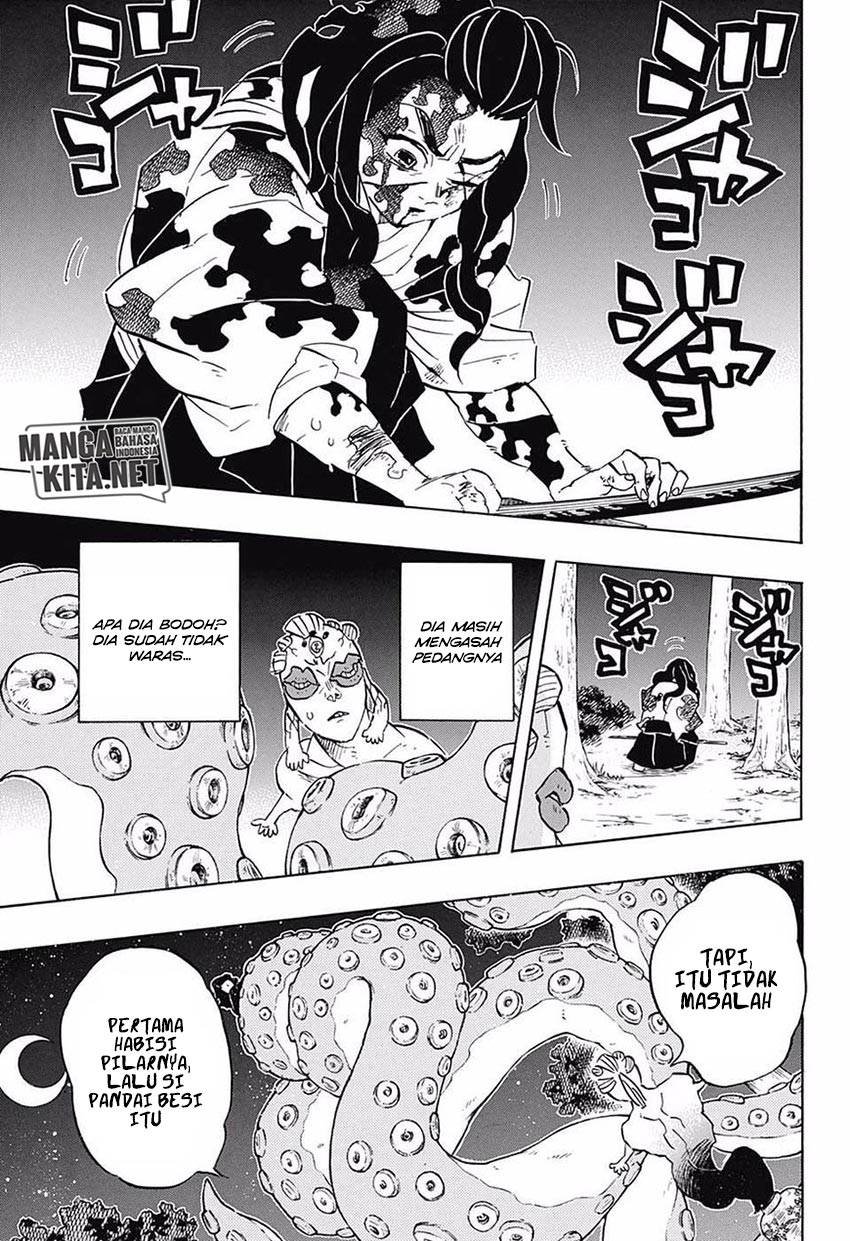 ジャコ
ジャコ
ジャコ
MANGA
KITA.NET
BACA MANGA
BAHASA
INDONESIA
ジャコ
ジャコ
DIA MASIH
MENGASAH
PEDANGNYA
APA DIA BODOH?
DIA SUDAH TIDAK
WARAS...
TAPI,
ITU TIDAK
MASALAH
PERTAMA
HABISI
PILARNYA,
LALU SI
PANDAI BESI
ITU